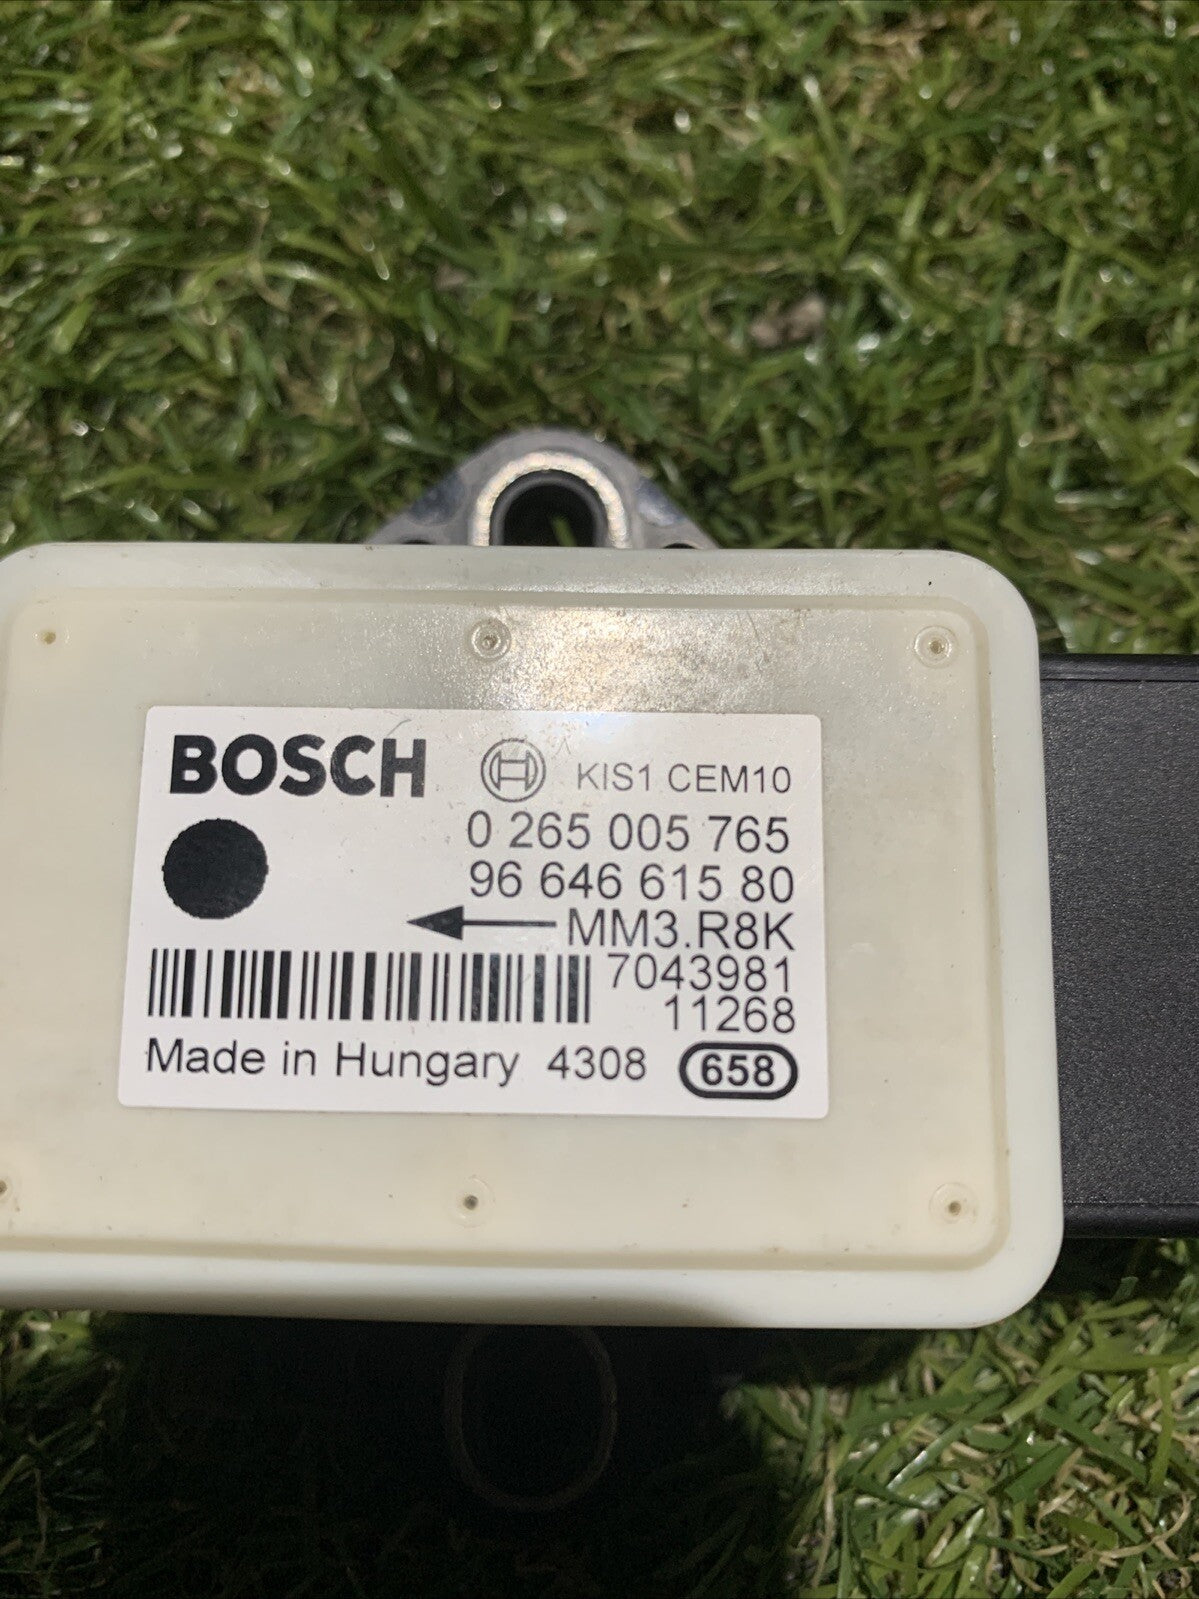 BOSCH KIS1 CEM10
0 265 005 765
96 646 615 80
MM3.R8K
7043981
11268
Made in Hungary 4308 658